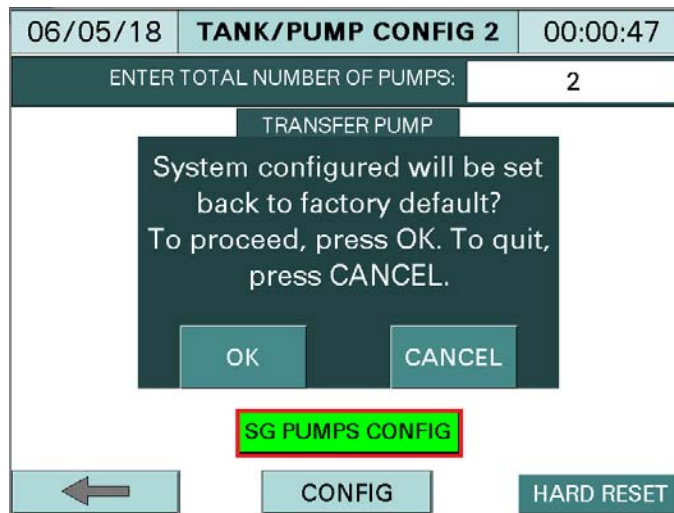 06/05/18 TANK/PUMP CONFIG 2 00:00:47
ENTER TOTAL NUMBER OF PUMPS: 2
TRANSFER PUMP
System configured will be set
back to factory default?
To proceed, press OK. To quit,
press CANCEL.
OK CANCEL
SG PUMPS CONFIG
CONFIG HARD RESET